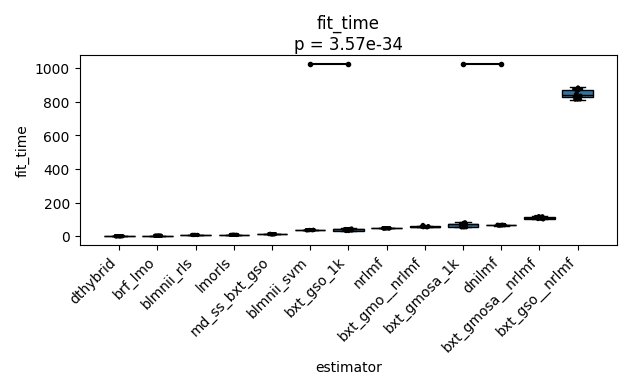 fit_time
p = 3.57e-34
1000
800
600
400
200
0
fit_time
dthybrid
brf_lmo
blmnii_rls
lmorls
md_ss_bxt_gso
blmnii_svm
bxt_gso_1k
nrlmf
bxt_gmo__nrlmf
bxt_gmosa_1k
dnilmf
bxt_gmosa__nrlmf
bxt_gso__nrlmf
estimator